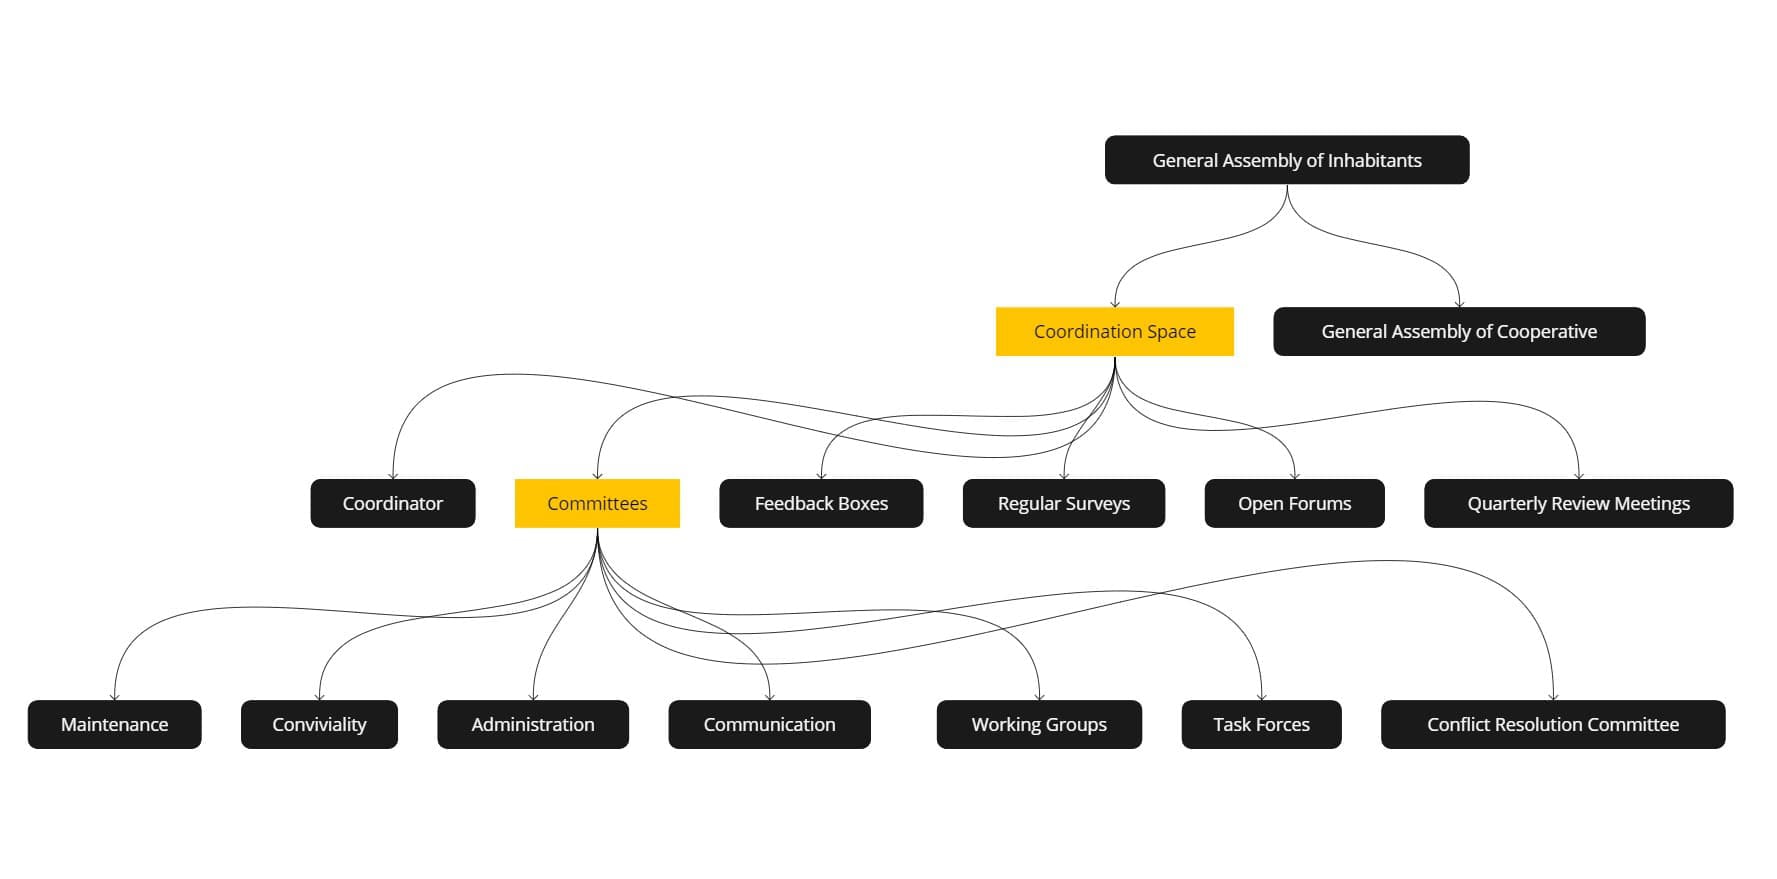 General Assembly of Inhabitants
Coordination Space
General Assembly of Cooperative
Coordinator
Committees
Feedback Boxes
Regular Surveys
Open Forums
Quarterly Review Meetings
Maintenance
Conviviality
Administration
Communication
Working Groups
Task Forces
Conflict Resolution Committee